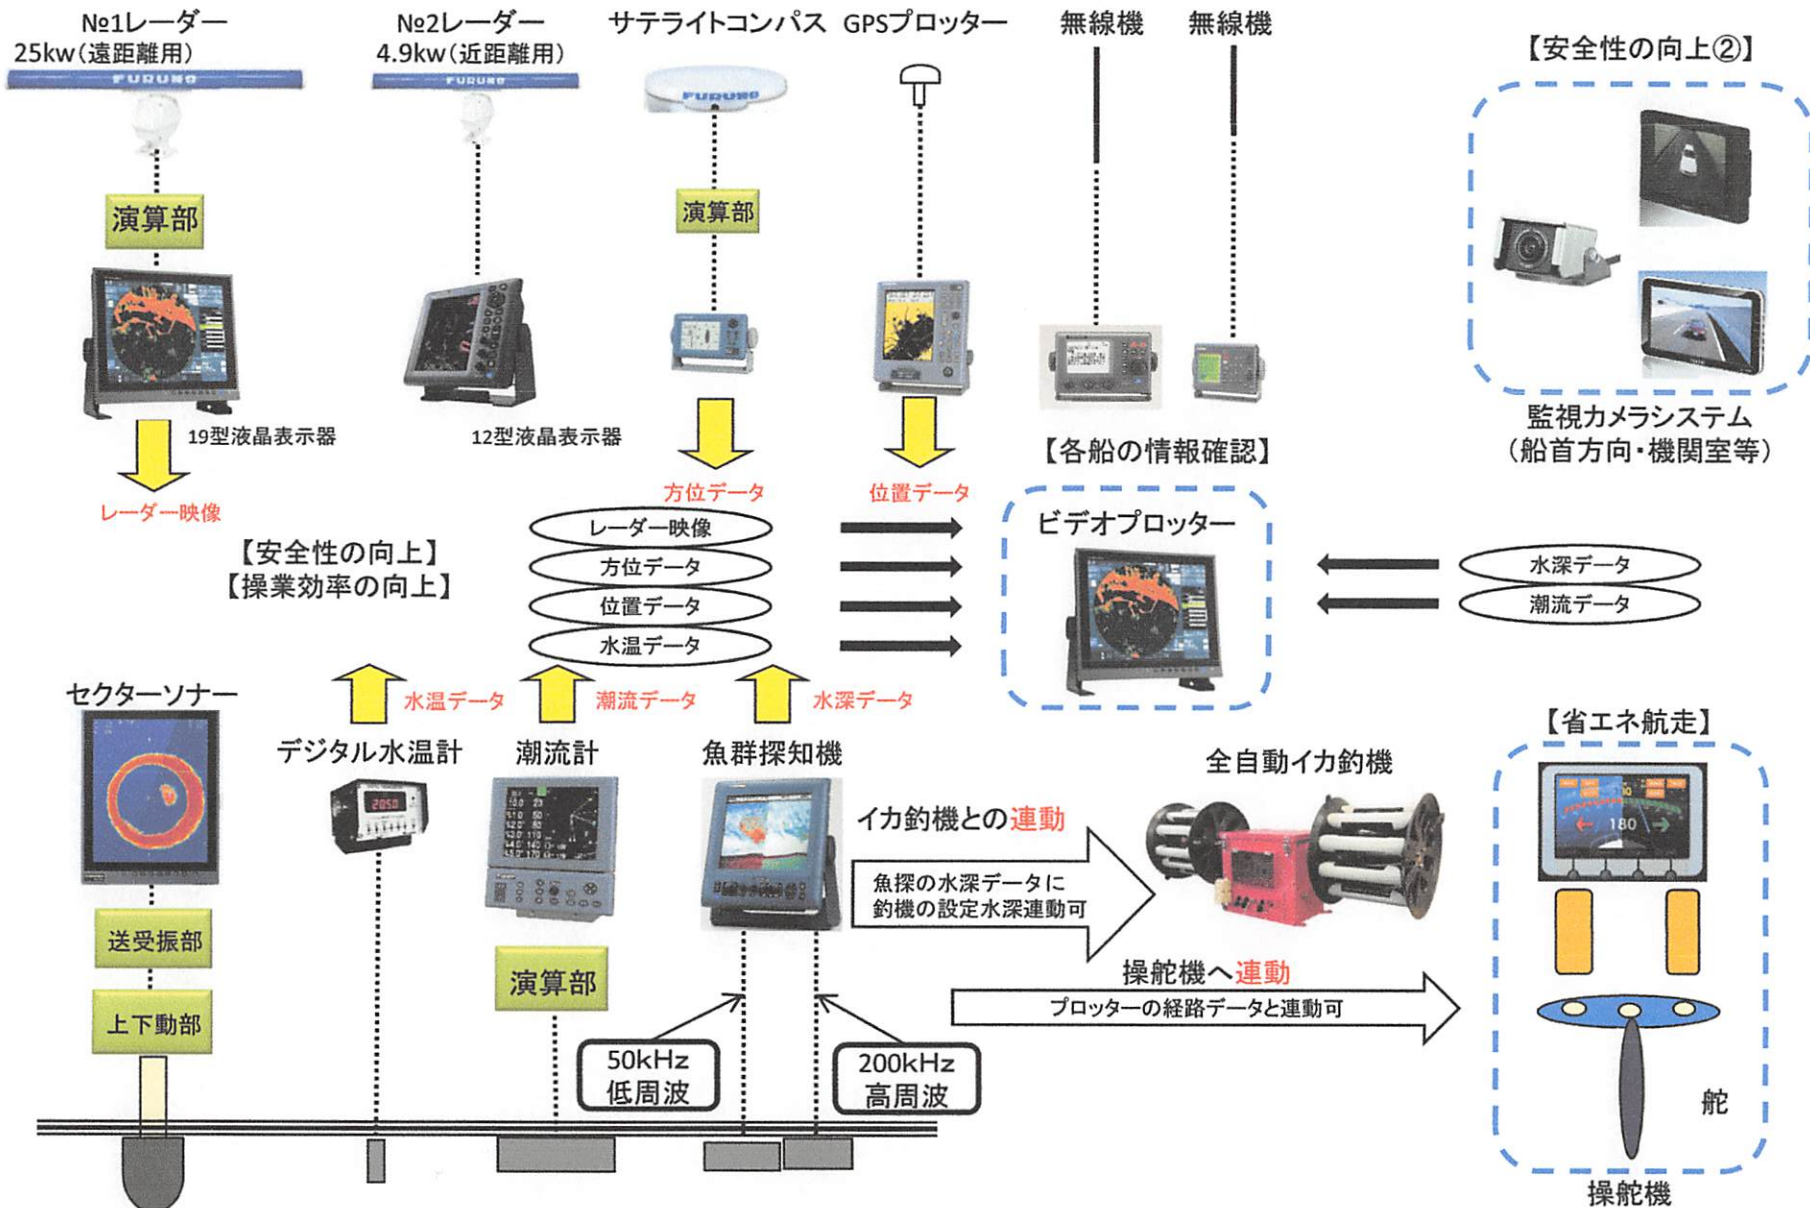 №1レーダー
25kw(遠距離用)
FURUNO
№2レーダー
4.9kw(近距離用)
FURUNO
サテライトコンパス
FURUNO
GPSプロッター
無線機
無線機
【安全性の向上②】
演算部
演算部
19型液晶表示器
12型液晶表示器
監視カメラシステム
(船首方向・機関室等)
レーダー映像
方位データ
位置データ
【各船の情報確認】
【安全性の向上】
【操業効率の向上】
レーダー映像
方位データ
位置データ
水温データ
ビデオプロッター
水深データ
潮流データ
水温データ
潮流データ
水深データ
セクターソナー
デジタル水温計
潮流計
魚群探知機
全自動イカ釣機
【省エネ航走】
180
イカ釣機との連動
魚探の水深データに
釣機の設定水深連動可
送受振部
上下動部
演算部
操舵機へ連動
プロッターの経路データと連動可
50kHz
低周波
200kHz
高周波
舵
操舵機